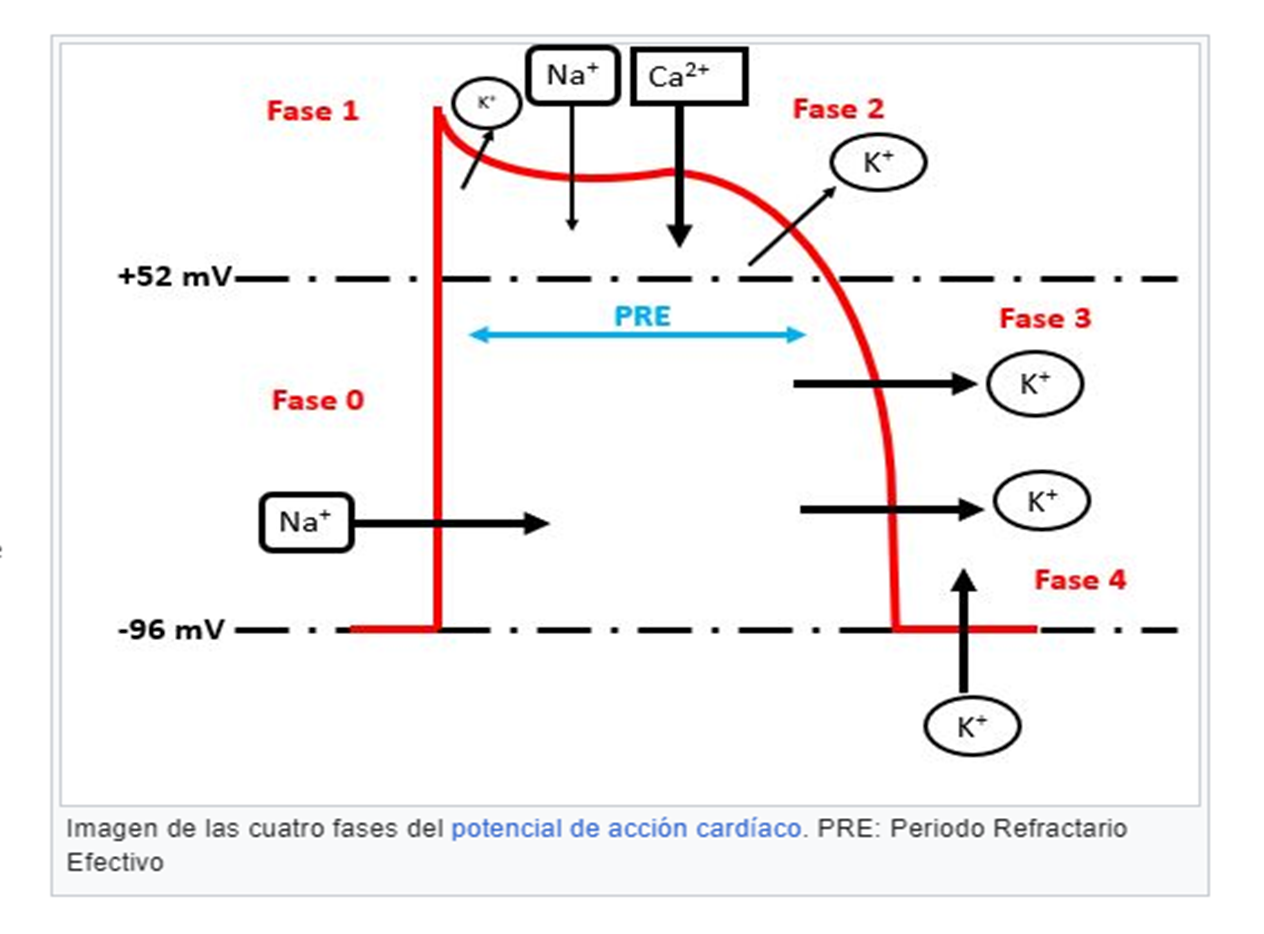 Na⁺
Ca²⁺
Fase 1
K⁺
Fase 2
K⁺
+52 mV
PRE
Fase 3
K⁺
Fase 0
K⁺
Na⁺
Fase 4
-96 mV
K⁺
Imagen de las cuatro fases del potencial de acción cardíaco. PRE: Periodo Refractario
Efectivo